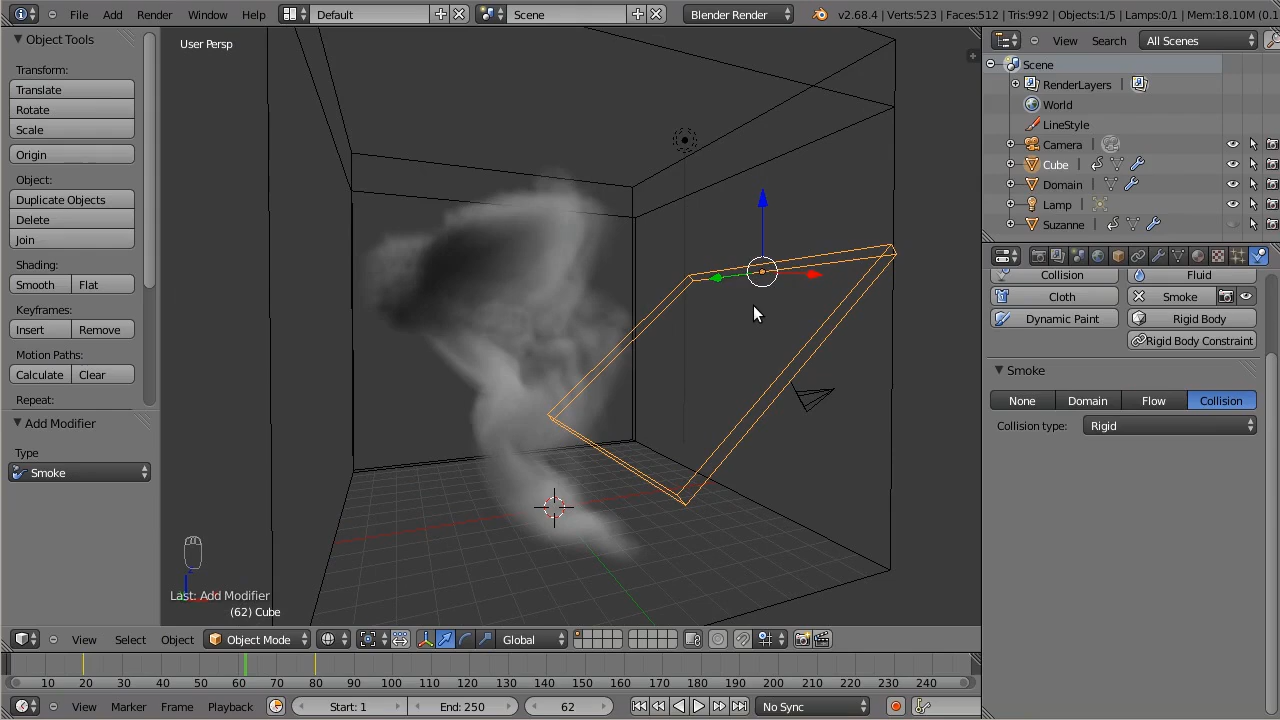 File Add Render Window Help Default Scene Blender Render v2.68.4 | Verts:523 | Faces:512 | Tris:992 | Objects:1/5 | Lamps:0/1 | Mem:18.10M (0.1
Object Tools
User Persp
View Search All Scenes
Transform:
Translate
Rotate
Scale
Origin
Object:
Duplicate Objects
Delete
Join
Shading:
Smooth Flat
Keyframes:
Insert Remove
Motion Paths:
Calculate Clear
Repeat:
Add Modifier
Type
Smoke
Last: Add Modifier
(62) Cube
Scene
RenderLayers
World
LineStyle
Camera
Cube
Domain
Lamp
Suzanne
Collision Fluid
Cloth Smoke
Dynamic Paint Rigid Body
Rigid Body Constraint
Smoke
None Domain Flow Collision
Collision type: Rigid
View Select Object Object Mode Global
10 20 30 40 50 60 70 80 90 100 110 120 130 140 150 160 170 180 190 200 210 220 230 240
View Marker Frame Playback Start: 1 End: 250 62 No Sync